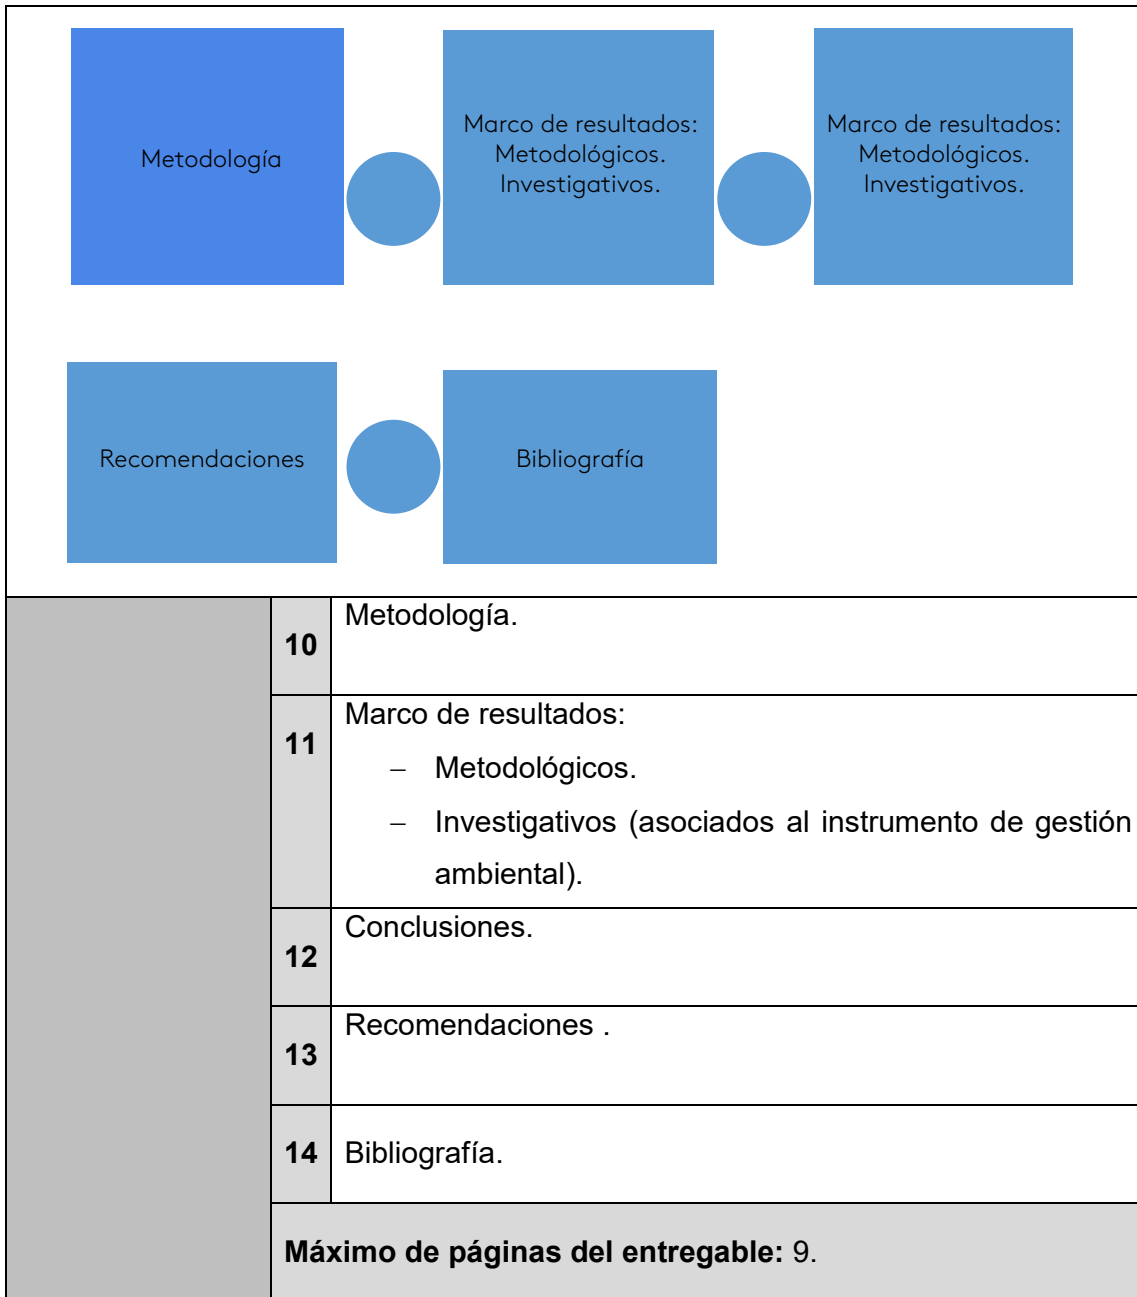 Metodología
Marco de resultados:
Metodológicos.
Investigativos.
Marco de resultados:
Metodológicos.
Investigativos.
Recomendaciones
Bibliografía
10
Metodología.
11
Marco de resultados:
– Metodológicos.
– Investigativos (asociados al instrumento de gestión
ambiental).
12
Conclusiones.
13
Recomendaciones .
14
Bibliografía.
Máximo de páginas del entregable: 9.